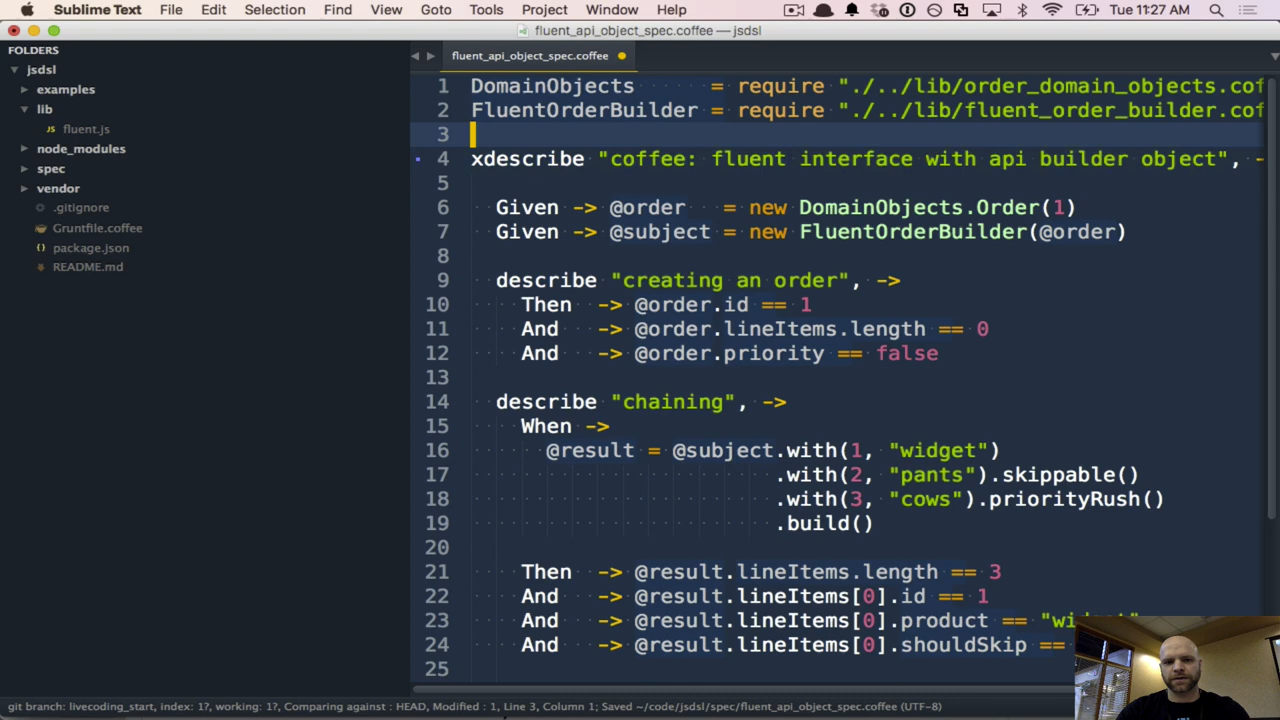 Sublime Text File Edit Selection Find View Goto Tools Project Window Help Tue 11:27 AM
fluent_api_object_spec.coffee — jsdsl
FOLDERS
jsdsl
examples
lib
JS fluent.js
node_modules
spec
vendor
.gitignore
Gruntfile.coffee
package.json
README.md
fluent_api_object_spec.coffee
1 DomainObjects = require "./../lib/order_domain_objects.cof
2 FluentOrderBuilder = require "./../lib/fluent_order_builder.cof
3
4 xdescribe "coffee: fluent interface with api builder object", -
5
6 Given -> @order = new DomainObjects.Order(1)
7 Given -> @subject = new FluentOrderBuilder(@order)
8
9 describe "creating an order", ->
10 Then -> @order.id == 1
11 And -> @order.lineItems.length == 0
12 And -> @order.priority == false
13
14 describe "chaining", ->
15 When ->
16 @result = @subject.with(1, "widget")
17 .with(2, "pants").skippable()
18 .with(3, "cows").priorityRush()
19 .build()
20
21 Then -> @result.lineItems.length == 3
22 And -> @result.lineItems[0].id == 1
23 And -> @result.lineItems[0].product == "widget"
24 And -> @result.lineItems[0].shouldSkip ==
25
git branch: livecoding_start, index: 1?, working: 1?, Comparing against : HEAD, Modified : 1, Line 3, Column 1; Saved ~/code/jsdsl/spec/fluent_api_object_spec.coffee (UTF-8)